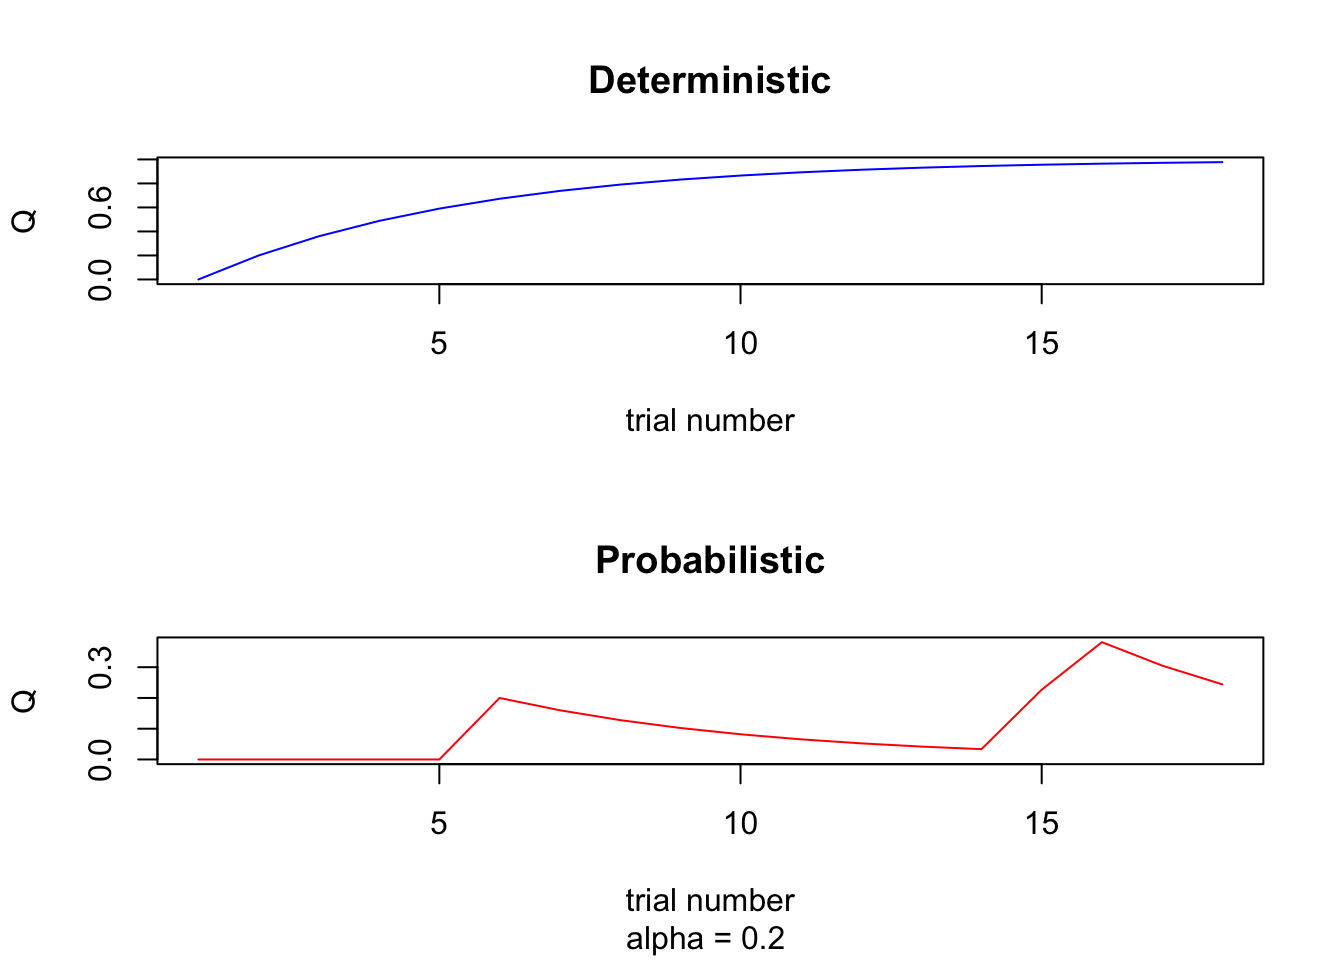 Deterministic
Q
0.6
0.0
5 10 15
trial number
Probabilistic
Q
0.3
0.0
5 10 15
trial number
alpha = 0.2